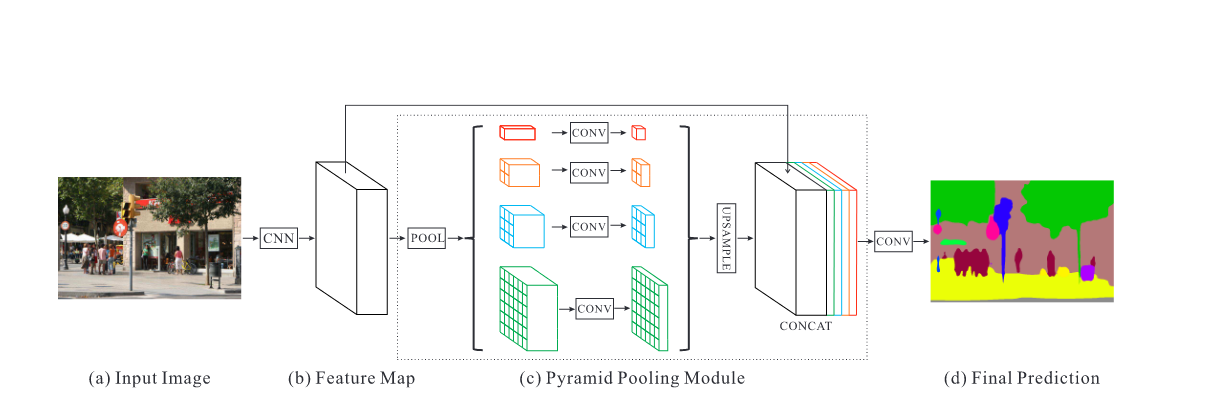 CNN
POOL
CONV
CONV
CONV
CONV
UPSAMPLE
CONCAT
CONV
(a) Input Image
(b) Feature Map
(c) Pyramid Pooling Module
(d) Final Prediction